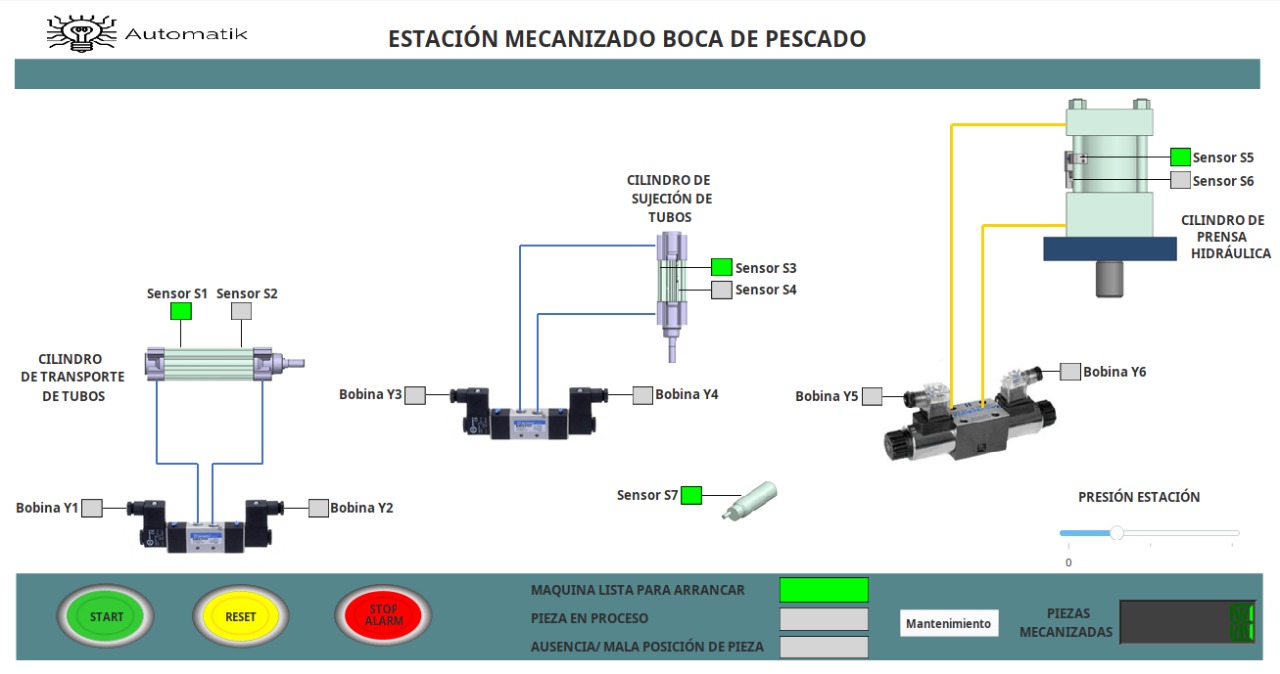 Automatik
ESTACIÓN MECANIZADO BOCA DE PESCADO
Sensor S5
Sensor S6
CILINDRO DE
SUJECIÓN DE
TUBOS
CILINDRO DE
PRENSA
HIDRÁULICA
Sensor S3
Sensor S4
Sensor S1
Sensor S2
CILINDRO
DE TRANSPORTE
DE TUBOS
Bobina Y3
Bobina Y4
Bobina Y5
Bobina Y6
Sensor S7
Bobina Y1
Bobina Y2
PRESIÓN ESTACIÓN
0
START
RESET
STOP
ALARM
MAQUINA LISTA PARA ARRANCAR
PIEZA EN PROCESO
AUSENCIA/ MALA POSICIÓN DE PIEZA
Mantenimiento
PIEZAS
MECANIZADAS